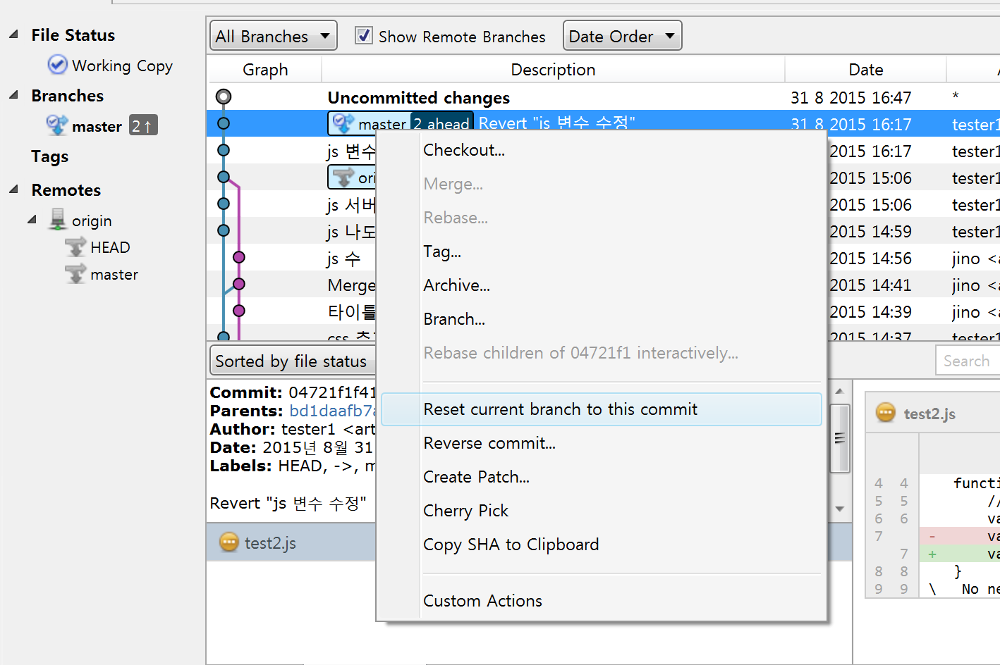 File Status
Working Copy
Branches
master 2↑
Tags
Remotes
origin
HEAD
master
All Branches
Show Remote Branches
Date Order
Graph Description Date
Uncommitted changes 31 8 2015 16:47 *
master 2 ahead Revert "js 변수 수정" 31 8 2015 16:17 tester1
js 변수 2015 16:17 tester1
ori 2015 15:06 tester1
js 서버 2015 15:06 tester1
js 나도 2015 14:59 tester1
js 수 2015 14:56 jino <a
Merge 2015 14:41 jino <a
타이틀 2015 14:39 jino <a
css 2015 14:37 tester1
Checkout...
Merge...
Rebase...
Tag...
Archive...
Branch...
Rebase children of 04721f1 interactively...
Reset current branch to this commit
Reverse commit...
Create Patch...
Cherry Pick
Copy SHA to Clipboard
Custom Actions
Sorted by file status
Search
Commit: 04721f1f41
Parents: bd1daafb7a
Author: tester1 <art
Date: 2015년 8월 31
Labels: HEAD, ->, m
Revert "js 변수 수정"
test2.js
test2.js
4 4 functi
5 5 //
6 6 va
7 - va
7 + va
8 8 }
9 9 \ No ne